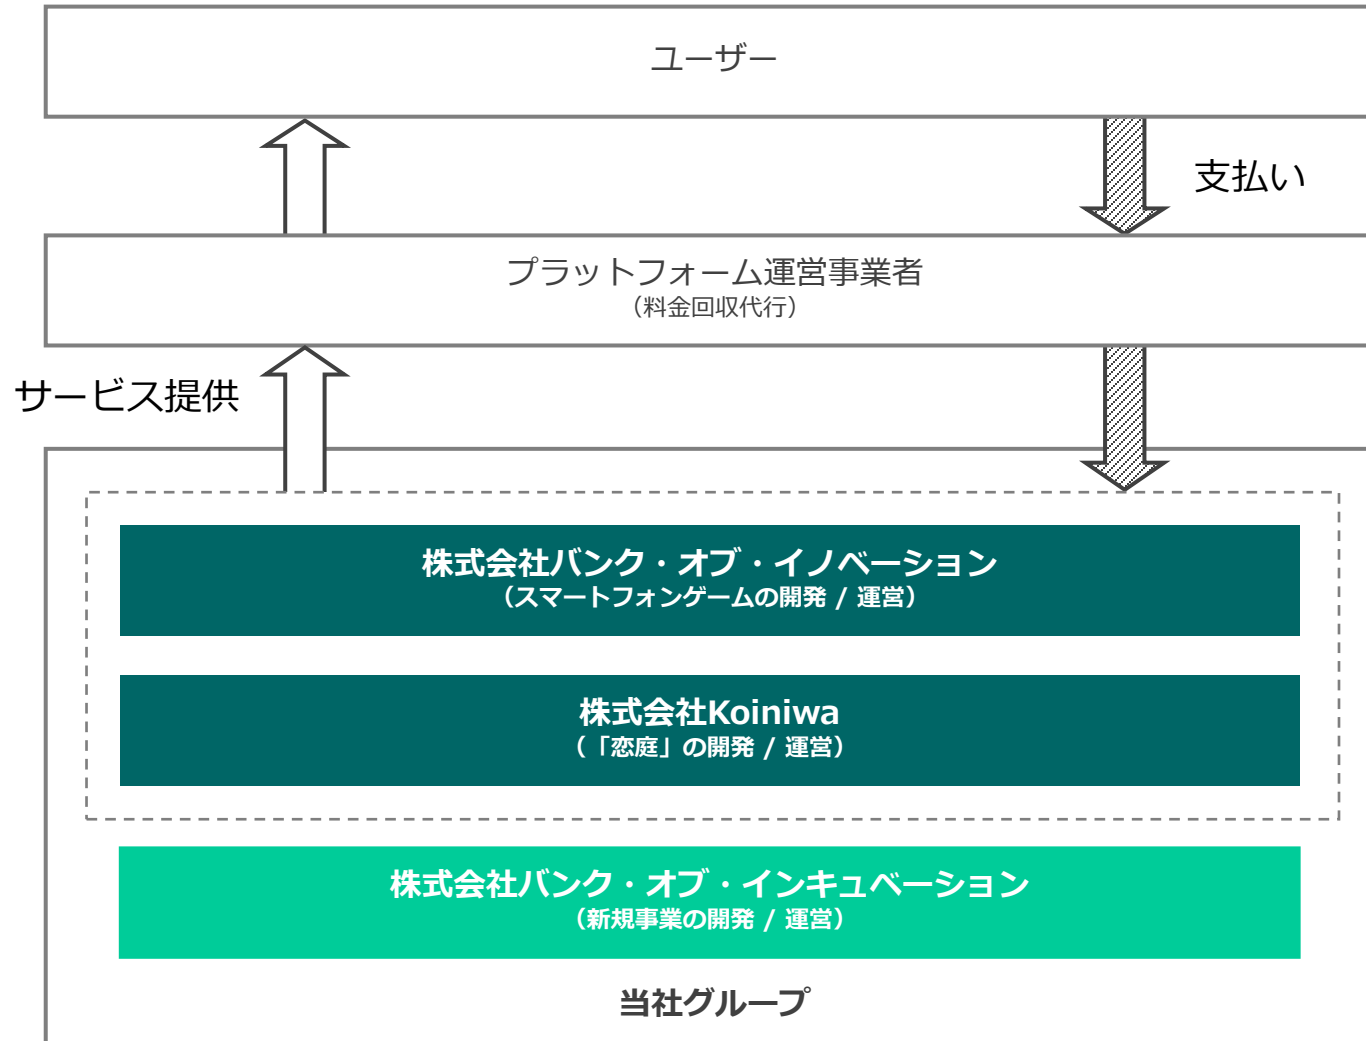 ユーザー
支払い
プラットフォーム運営事業者
（料金回収代行）
サービス提供
株式会社バンク・オブ・イノベーション
（スマートフォンゲームの開発 / 運営）
株式会社Koiniwa
（「恋庭」の開発 / 運営）
株式会社バンク・オブ・インキュベーション
（新規事業の開発 / 運営）
当社グループ